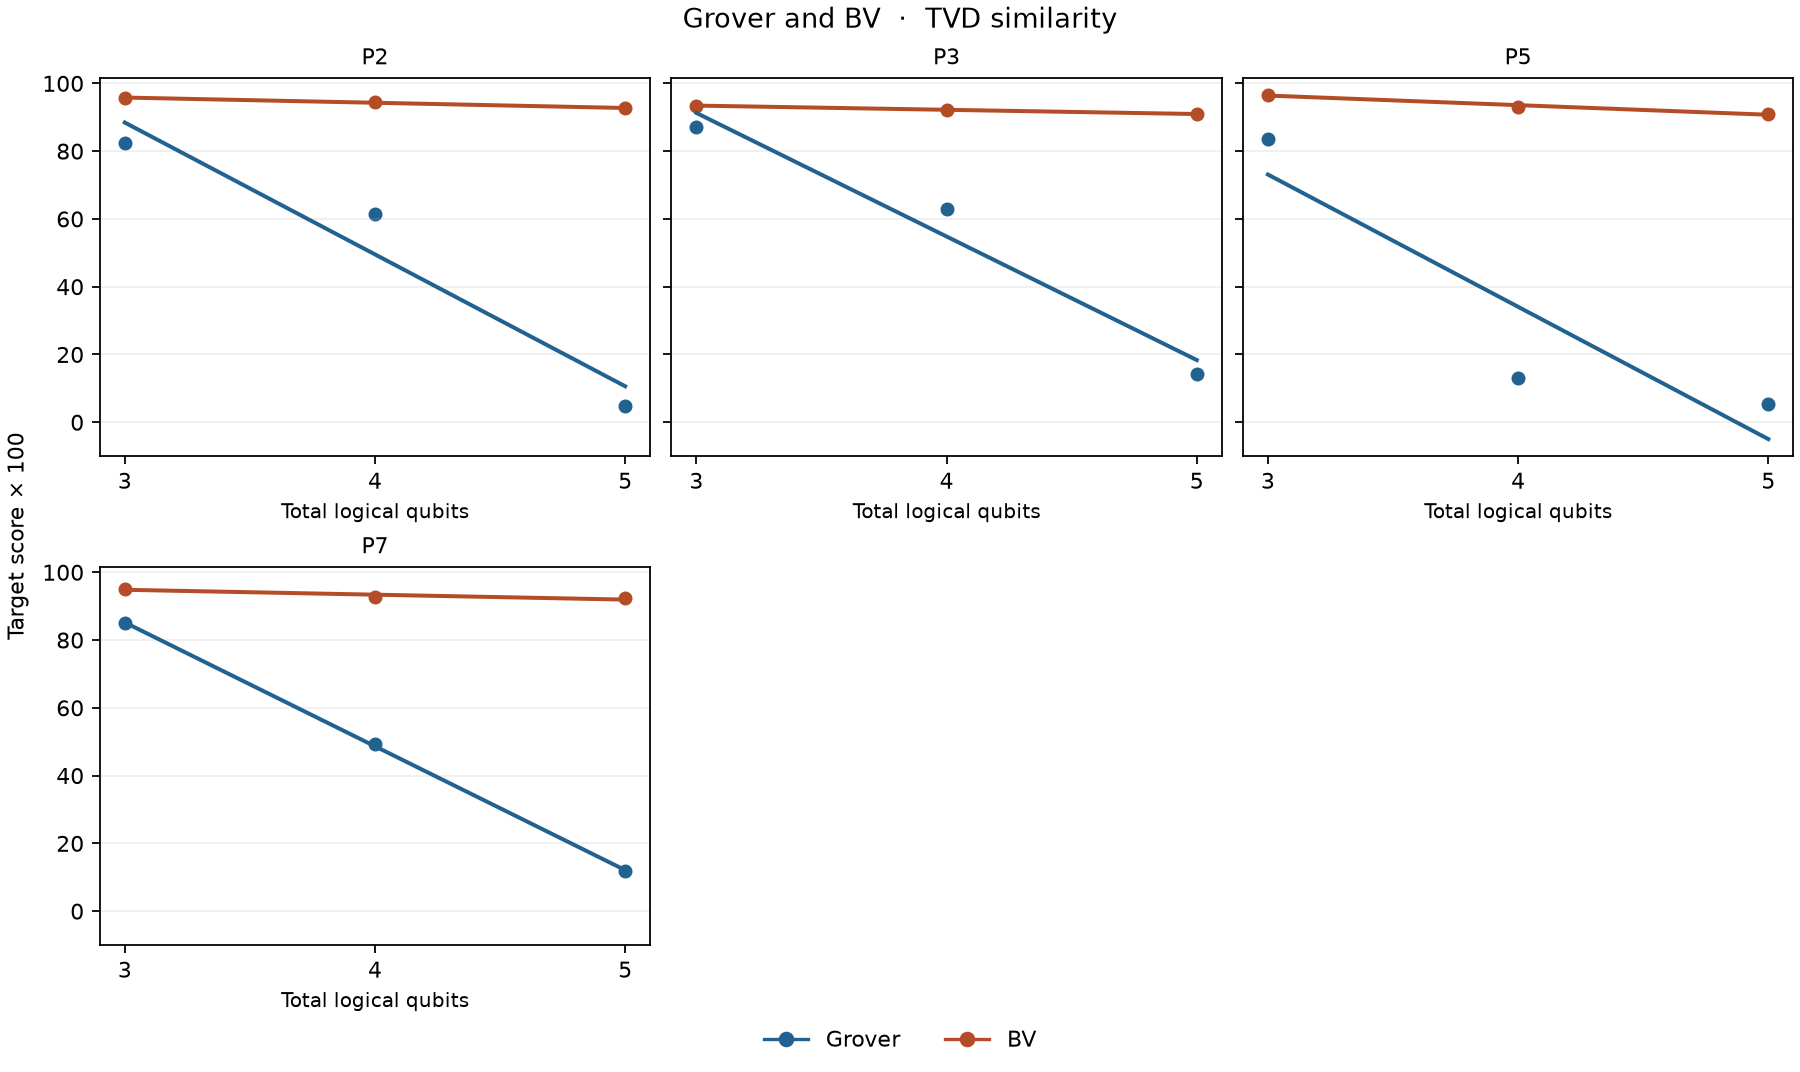 Grover and BV · TVD similarity
P2
P3
P5
100
80
60
40
20
0
3 4 5
3 4 5
3 4 5
Total logical qubits
Total logical qubits
Total logical qubits
Target score × 100
P7
100
80
60
40
20
0
3 4 5
Total logical qubits
Grover
BV